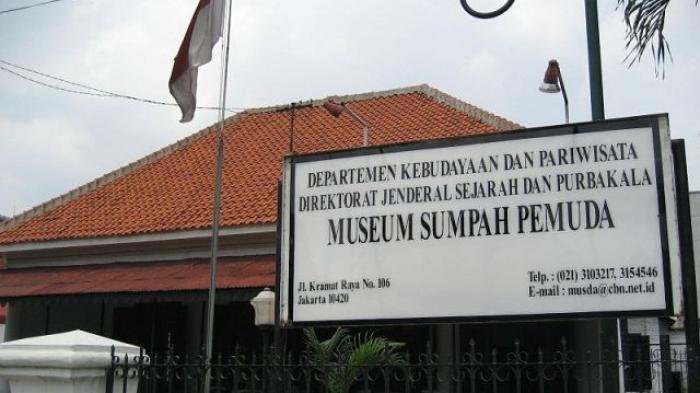 DEPARTEMEN KEBUDAYAAN DAN PARIWISATA
DIREKTORAT JENDERAL SEJARAH DAN PURBAKALA
MUSEUM SUMPAH PEMUDA
Jl. Kramat Raya No. 106
Jakarta 10420
Telp. : (021) 3103217, 3154546
E-mail : musda@cbn.net.id